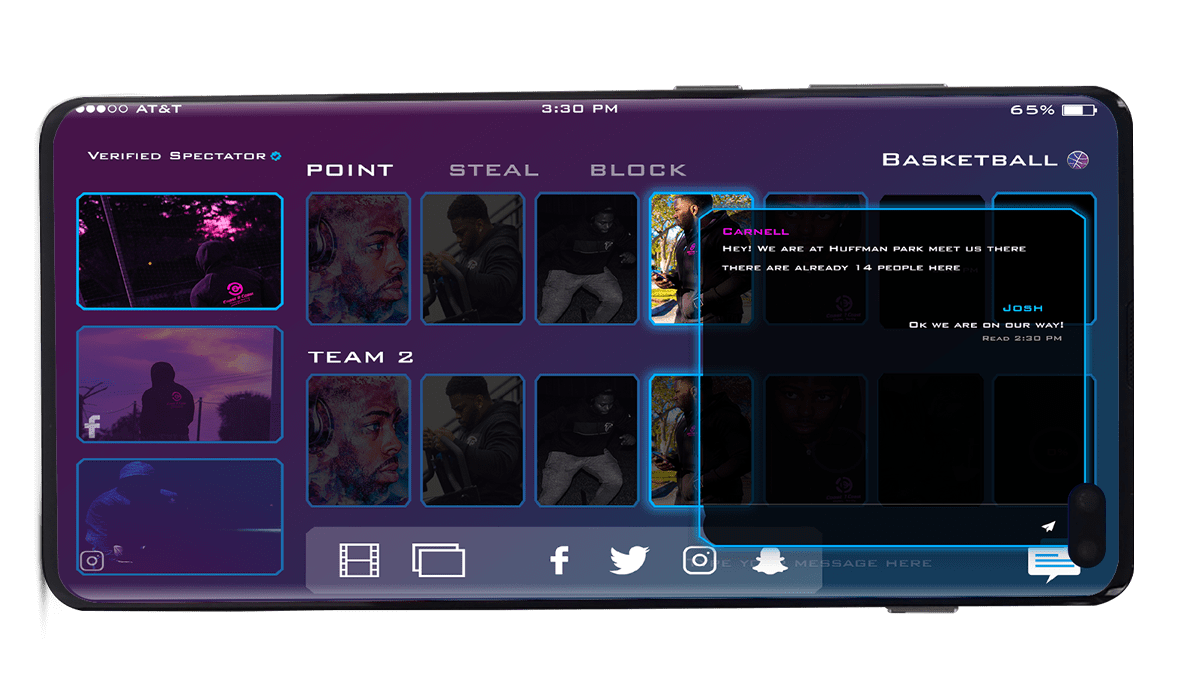 AT&T
3:30 PM
65%
Verified Spectator
POINT
STEAL
BLOCK
Basketball
Carnell
Hey! We are at Huffman park meet us there
there are already 14 people here
Josh
Ok we are on our way!
Read 2:30 PM
TEAM 2
YOUR MESSAGE HERE